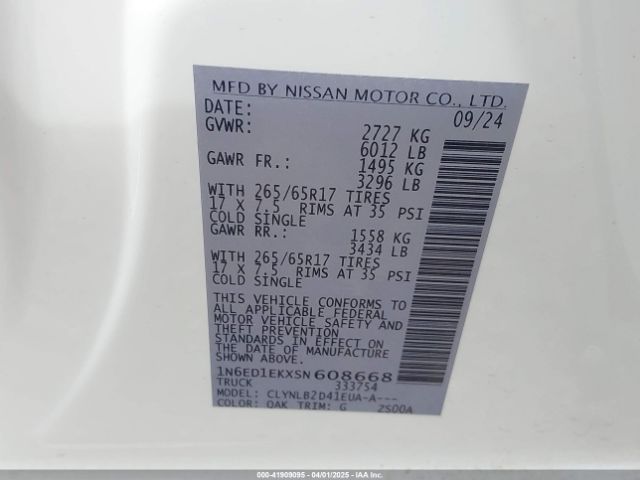 MFD BY NISSAN MOTOR CO., LTD.
DATE: 09/24
GVWR: 2727 KG
6012 LB
GAWR FR.: 1495 KG
3296 LB
WITH 265/65R17 TIRES
17 X 7.5 RIMS AT 35 PSI
COLD SINGLE
GAWR RR.: 1558 KG
3434 LB
WITH 265/65R17 TIRES
17 X 7.5 RIMS AT 35 PSI
COLD SINGLE
THIS VEHICLE CONFORMS TO
ALL APPLICABLE FEDERAL
MOTOR VEHICLE SAFETY AND
THEFT PREVENTION
STANDARDS IN EFFECT ON
THE DATE OF MANUFACTURE
SHOWN ABOVE.
1N6ED1EKXSN608668
TRUCK 333754
MODEL: CLYNLB2D41EUA-A---
COLOR: QAK TRIM: G ZS00A
000-41909095 04/01/2025 - IAA Inc.